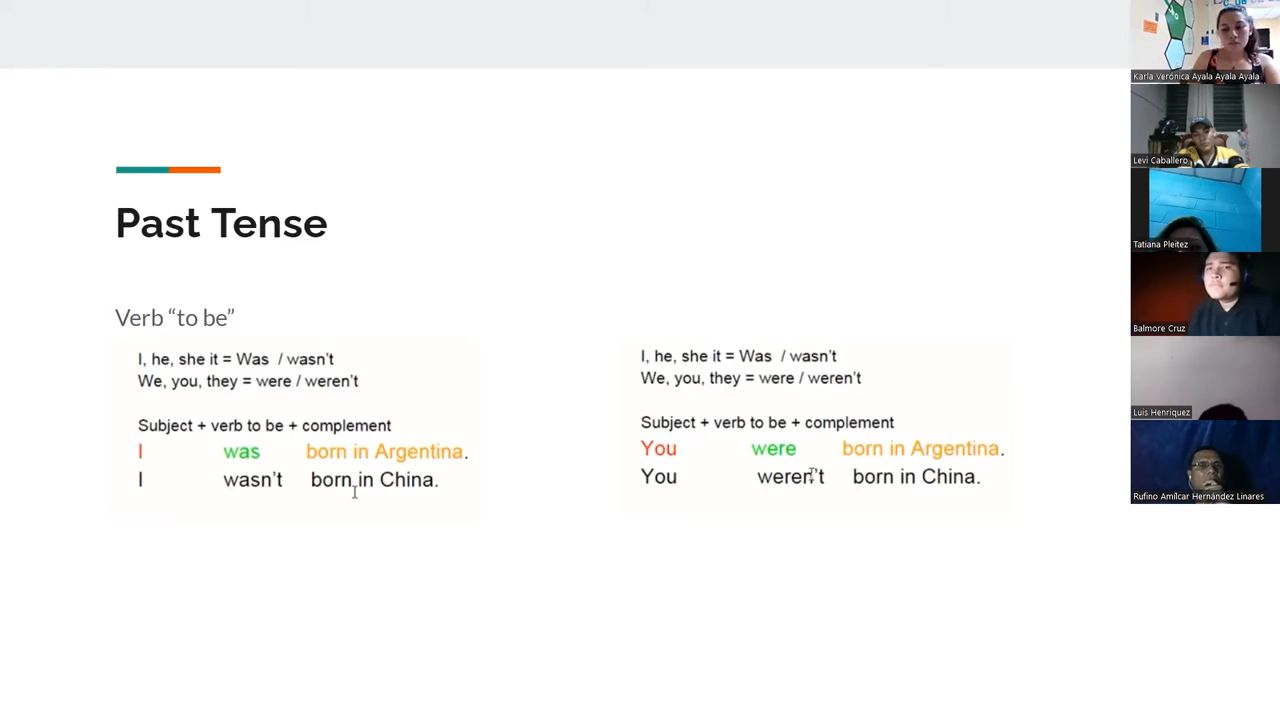 Past Tense
Verb “to be”
I, he, she it = Was / wasn't
We, you, they = were / weren't
Subject + verb to be + complement
I was born in Argentina.
I wasn't born in China.
I, he, she it = Was / wasn't
We, you, they = were / weren't
Subject + verb to be + complement
You were born in Argentina.
You weren't born in China.
Karla Verónica Ayala Ayala Ayala
Levi Caballero
Tatiana Pleitez
Balmore Cruz
Luis Henriquez
Rufino Amílcar Hernández Linares